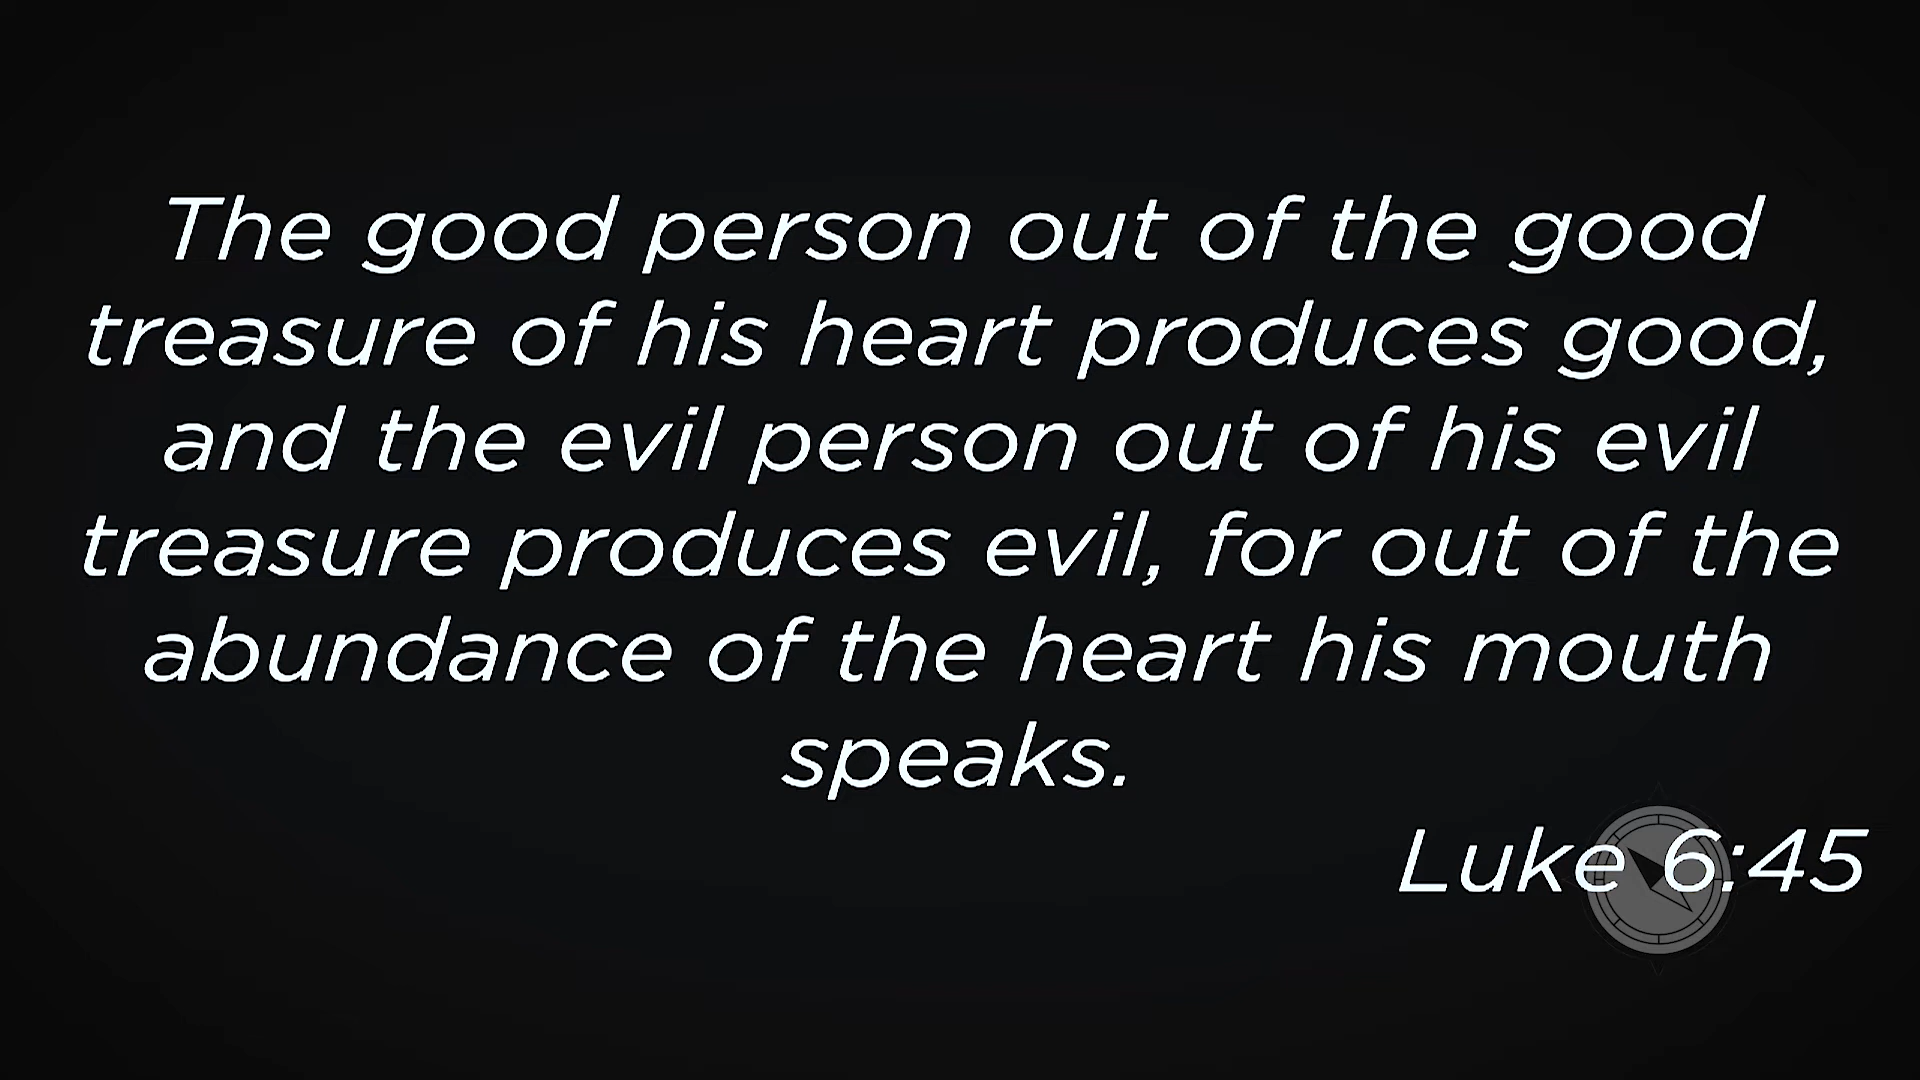 The good person out of the good
treasure of his heart produces good,
and the evil person out of his evil
treasure produces evil, for out of the
abundance of the heart his mouth
speaks.
Luke 6:45